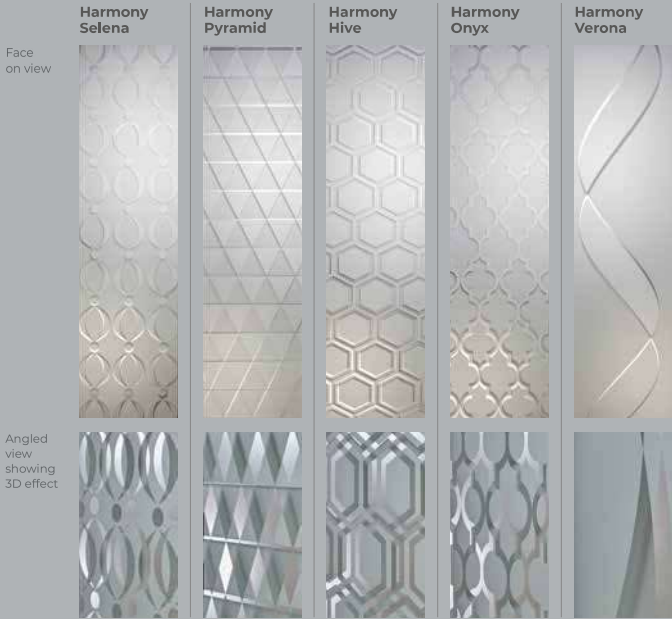 Harmony
Selena
Harmony
Pyramid
Harmony
Hive
Harmony
Onyx
Harmony
Verona
Face
on view
Angled
view
showing
3D effect